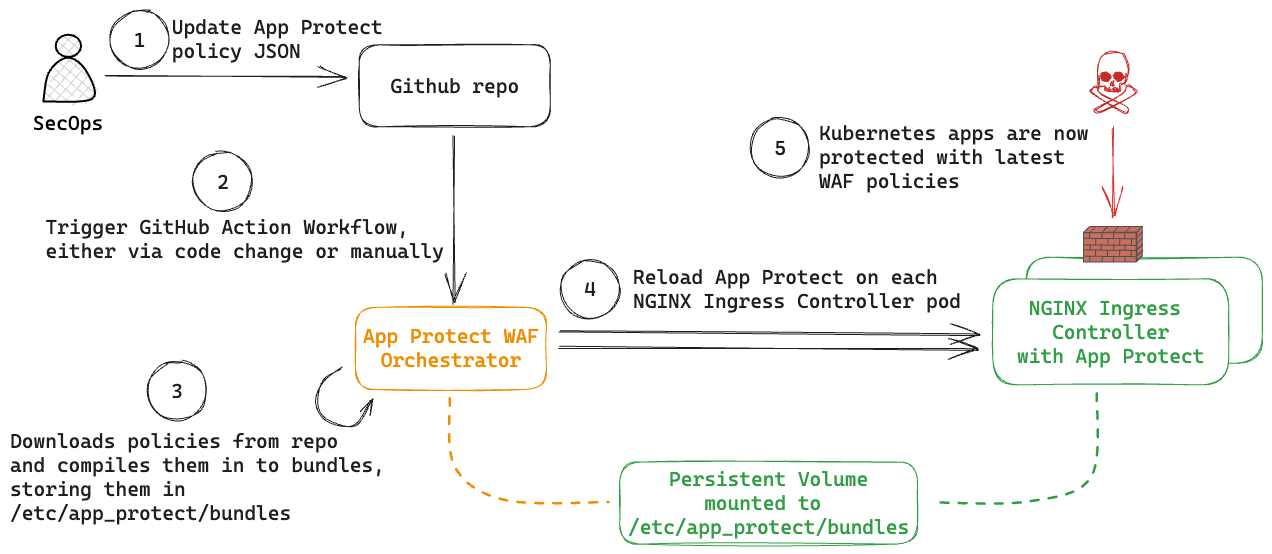 1
Update App Protect
policy JSON
SecOps
Github repo
2
Trigger GitHub Action Workflow,
either via code change or manually
App Protect WAF
Orchestrator
3
Downloads policies from repo
and compiles them in to bundles,
storing them in
/etc/app_protect/bundles
4
Reload App Protect on each
NGINX Ingress Controller pod
5
Kubernetes apps are now
protected with latest
WAF policies
NGINX Ingress
Controller
with App Protect
Persistent Volume
mounted to
/etc/app_protect/bundles